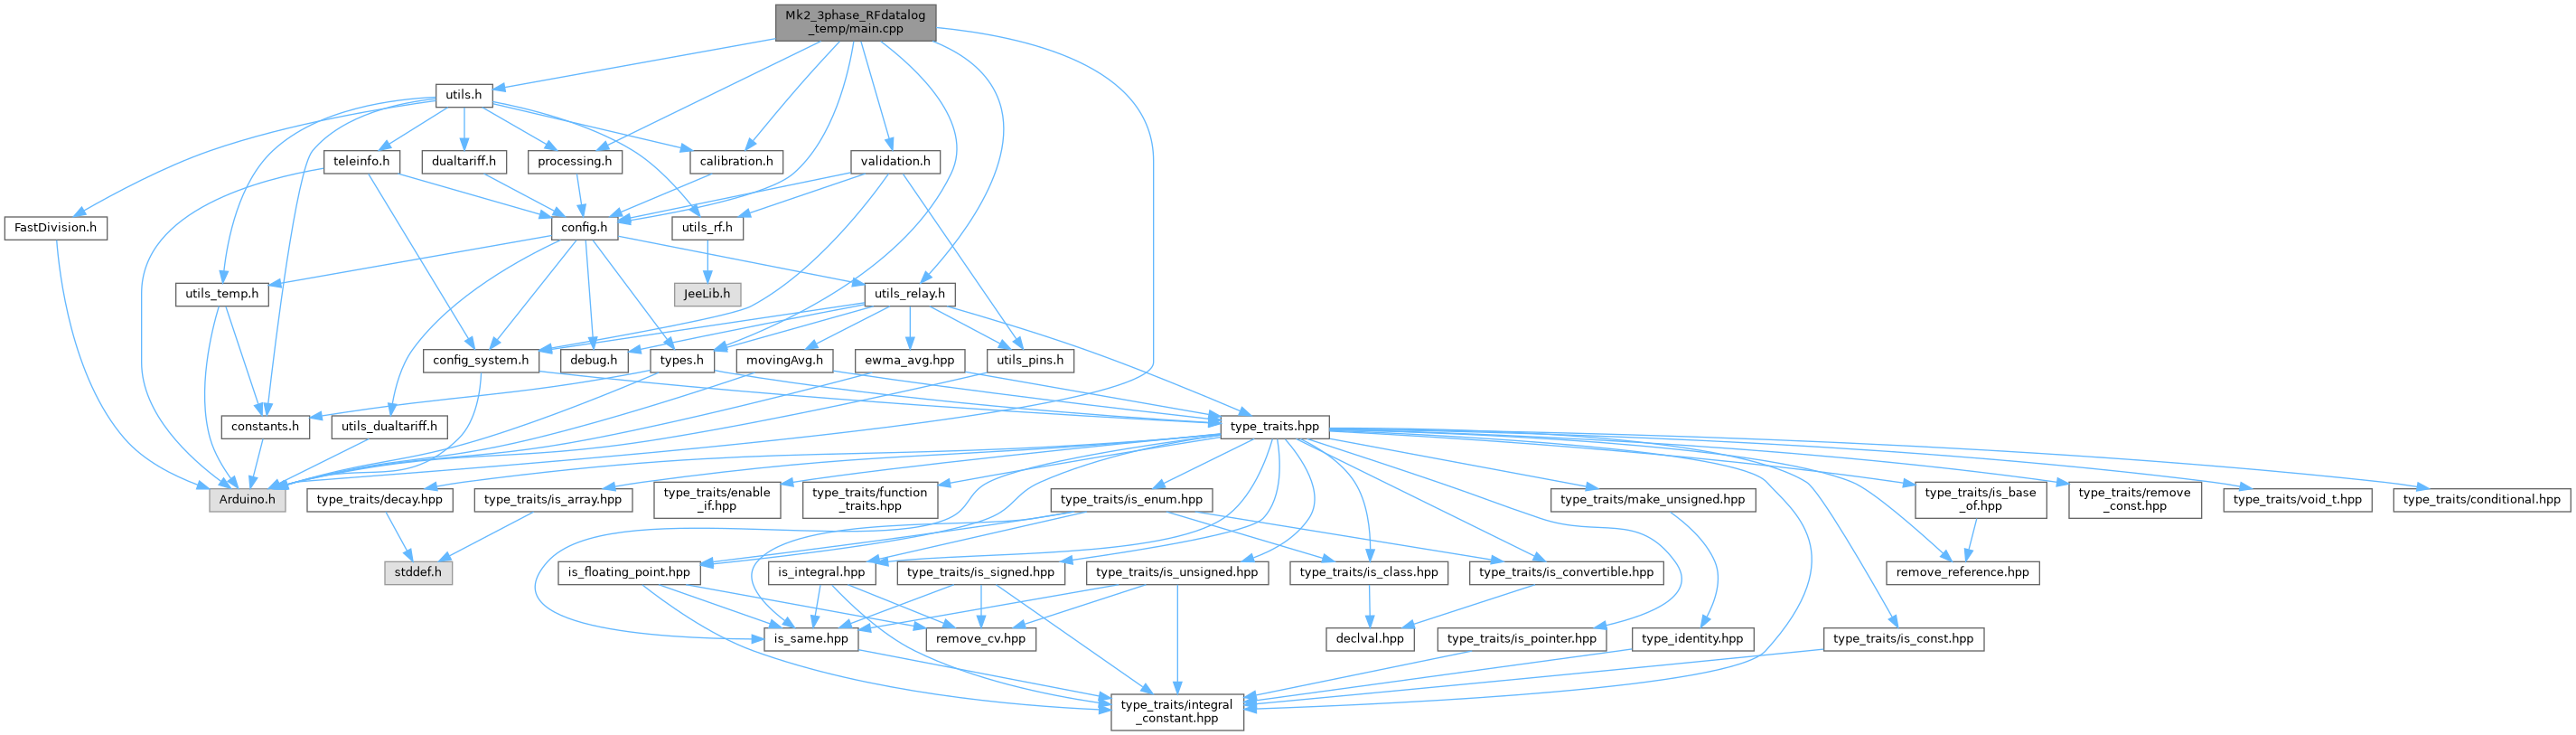 Mk2_3phase_RFdatalog
_temp/main.cpp
utils.h
teleinfo.h
dualtariff.h
processing.h
calibration.h
validation.h
FastDivision.h
config.h
utils_rf.h
utils_temp.h
JeeLib.h
utils_relay.h
config_system.h
debug.h
types.h
movingAvg.h
ewma_avg.hpp
utils_pins.h
constants.h
utils_dualtariff.h
type_traits.hpp
Arduino.h
type_traits/decay.hpp
type_traits/is_array.hpp
type_traits/enable
_if.hpp
type_traits/function
_traits.hpp
type_traits/is_enum.hpp
type_traits/make_unsigned.hpp
type_traits/is_base
_of.hpp
type_traits/remove
_const.hpp
type_traits/void_t.hpp
type_traits/conditional.hpp
stddef.h
is_floating_point.hpp
is_integral.hpp
type_traits/is_signed.hpp
type_traits/is_unsigned.hpp
type_traits/is_class.hpp
type_traits/is_convertible.hpp
remove_reference.hpp
is_same.hpp
remove_cv.hpp
declval.hpp
type_traits/is_pointer.hpp
type_identity.hpp
type_traits/is_const.hpp
type_traits/integral
_constant.hpp